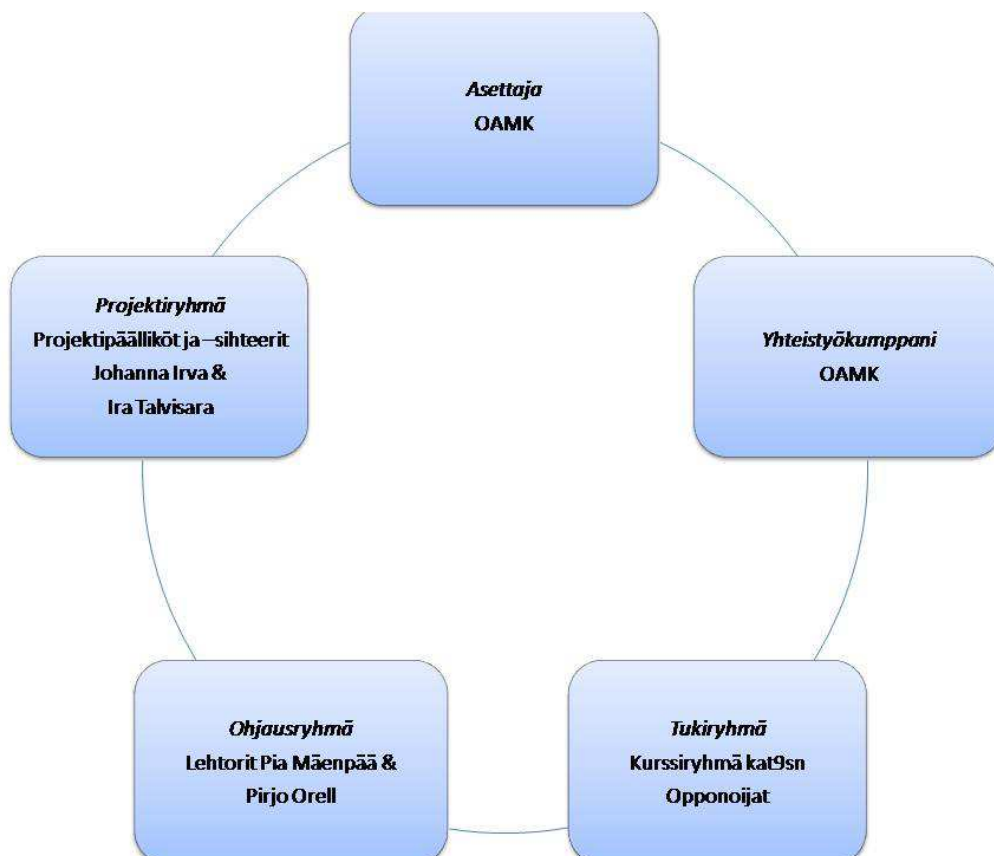 Asettaja
OAMK
Projektiryhmä
Projektipäälliköt ja –sihteerit
Johanna Irva &
Ira Talvisara
Yhteistyökumppani
OAMK
Ohjausryhmä
Lehtorit Pia Mäenpää &
Pirjo Orell
Tukiryhmä
Kurssiryhmä kat9sn
Opponoijat